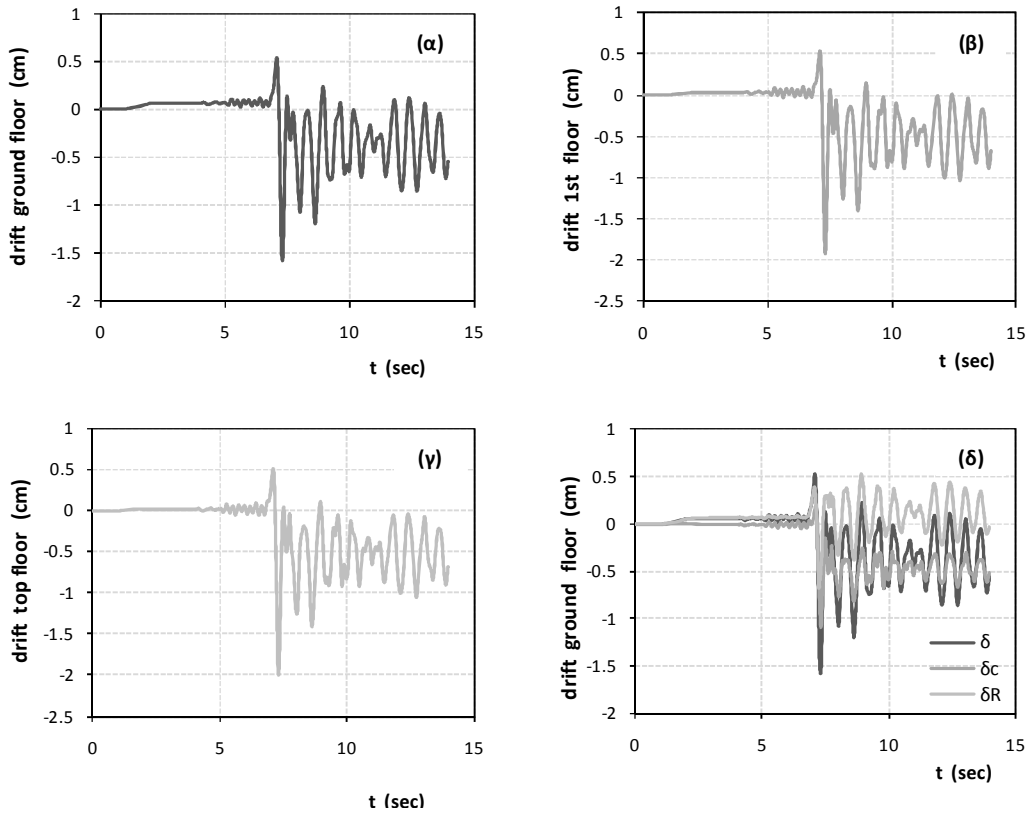 (α)
drift ground floor (cm)
1
0.5
0
-0.5
-1
-1.5
-2
0 5 10 15
t (sec)
(β)
drift 1st floor (cm)
1
0.5
0
-0.5
-1
-1.5
-2
-2.5
0 5 10 15
t (sec)
(γ)
drift top floor (cm)
1
0.5
0
-0.5
-1
-1.5
-2
-2.5
0 5 10 15
t (sec)
(δ)
drift ground floor (cm)
1
0.5
0
-0.5
-1
-1.5
-2
δ
δc
δR
0 5 10 15
t (sec)